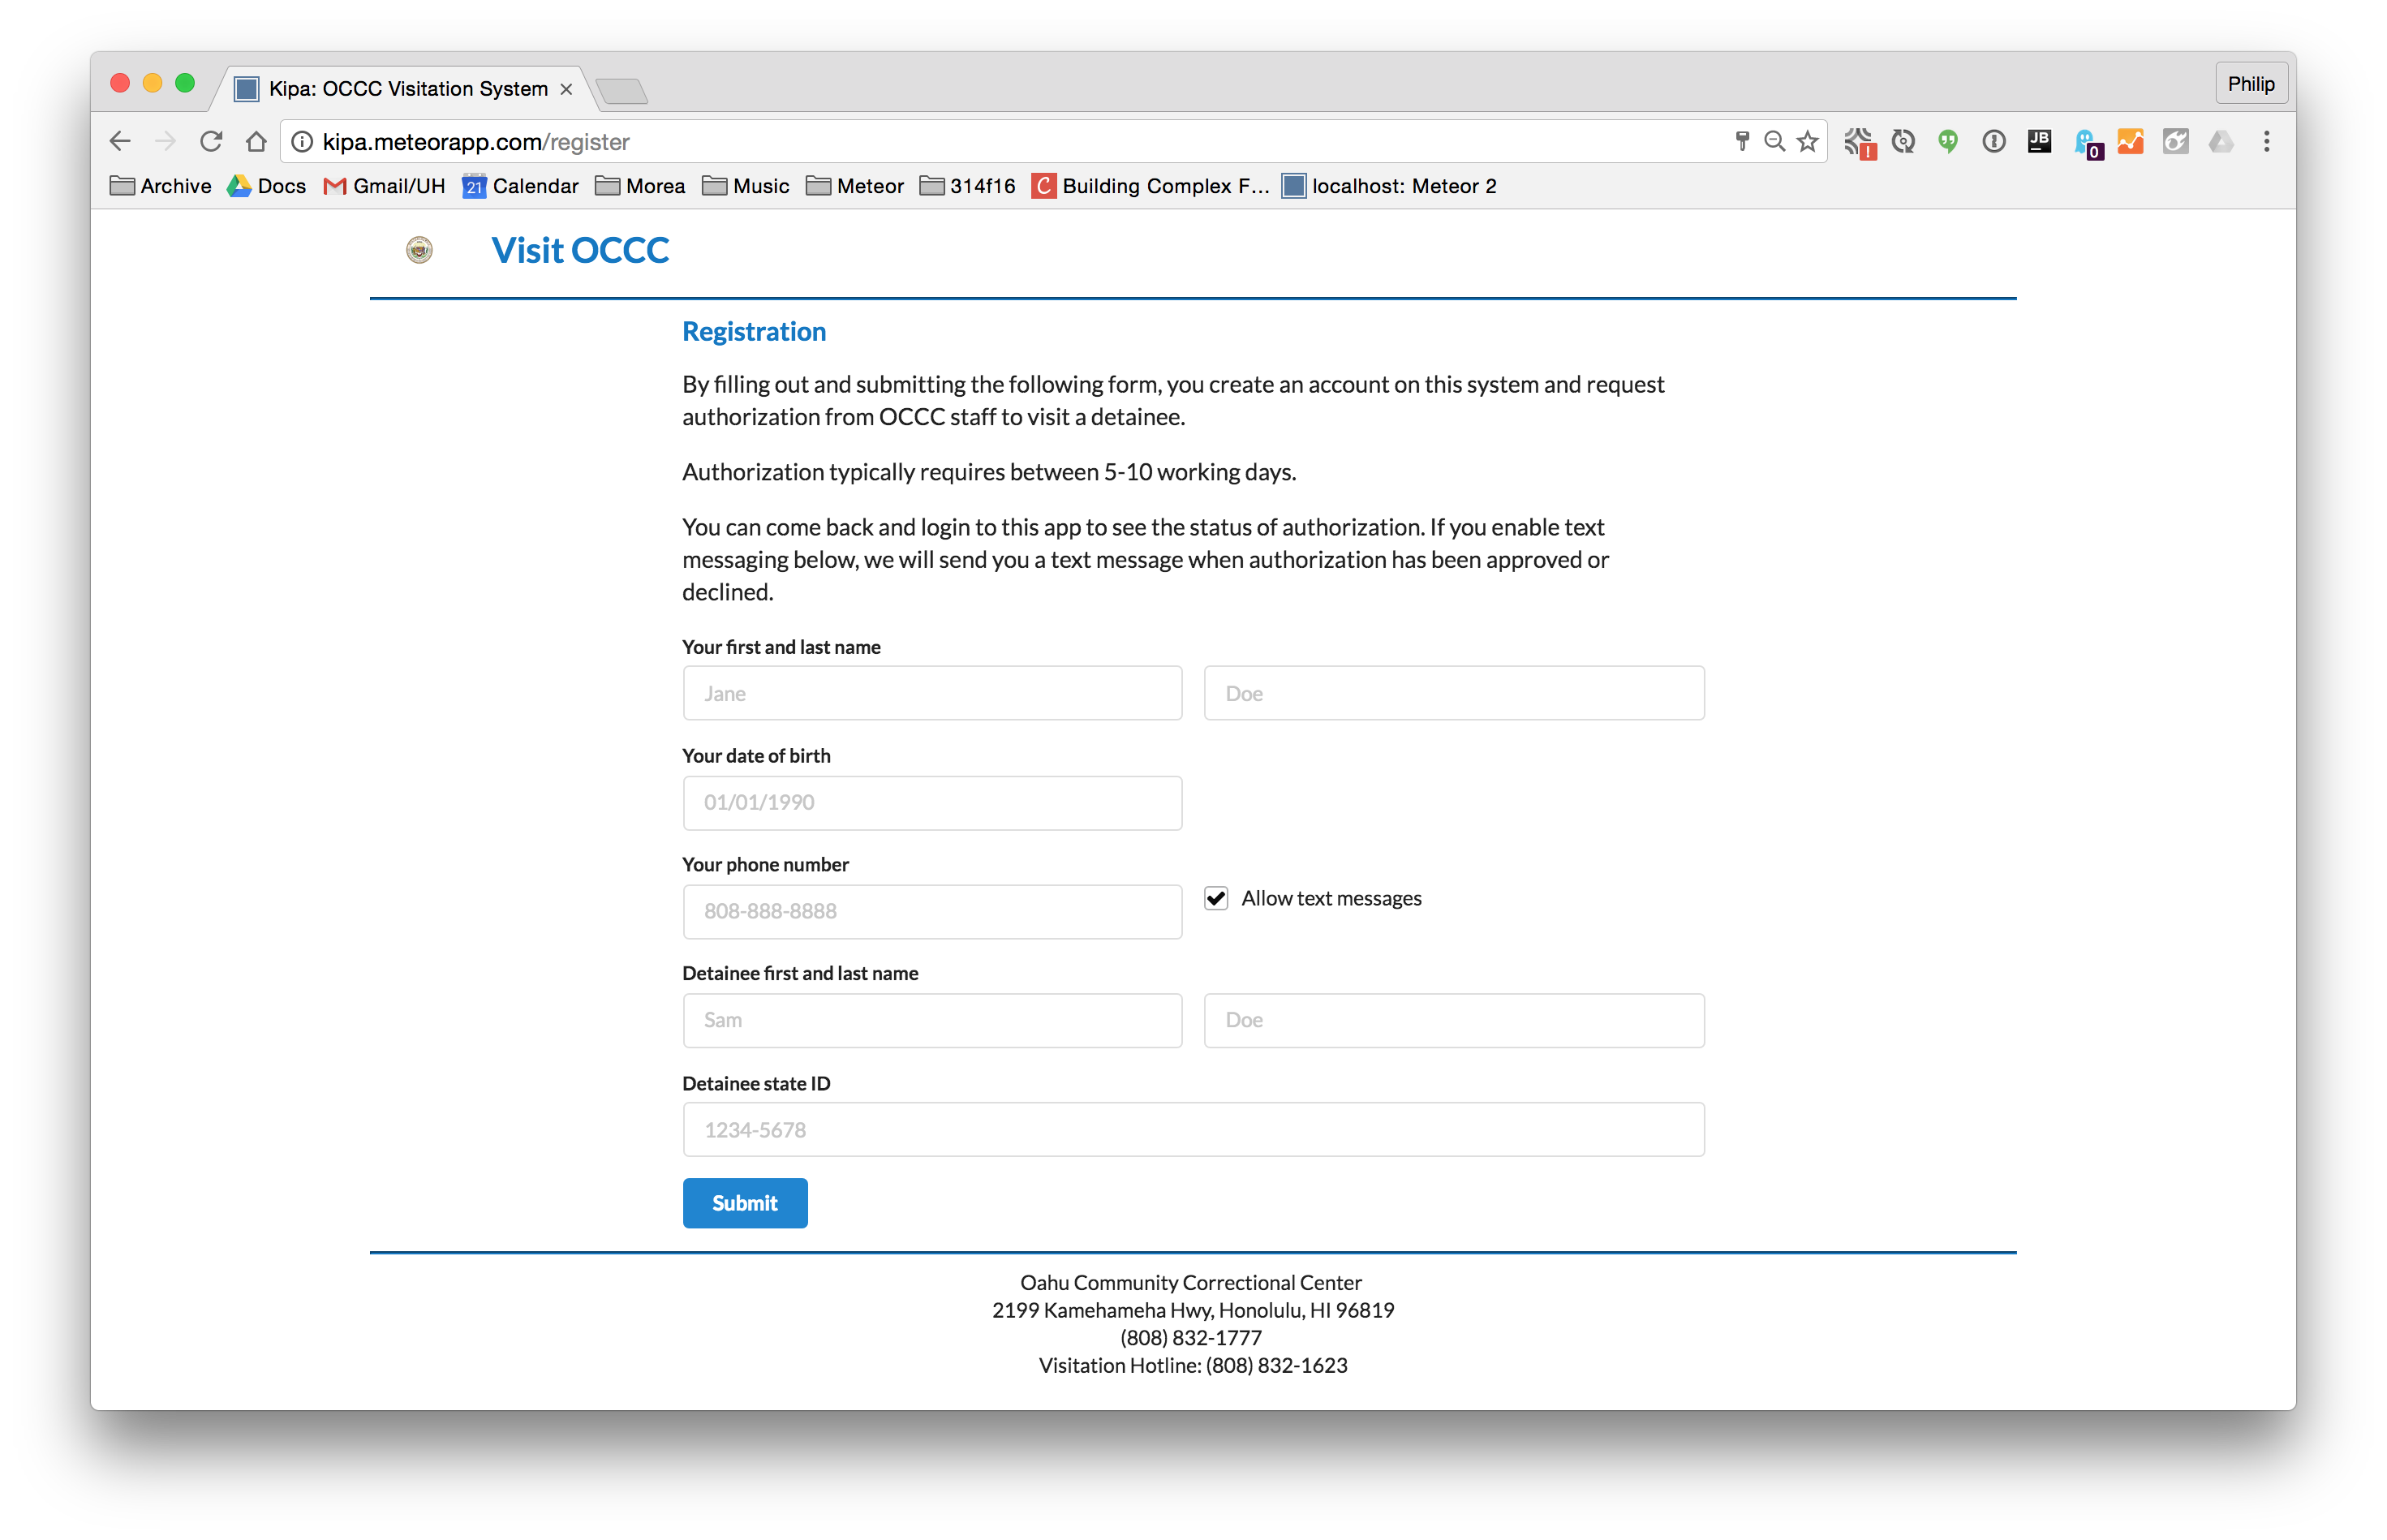 Kipa: OCCC Visitation System
Philip
kipa.meteorapp.com/register
JB
0
Archive
Docs
Gmail/UH
21
Calendar
Morea
Music
Meteor
314f16
C
Building Complex F...
localhost: Meteor 2
Visit OCCC
Registration
By filling out and submitting the following form, you create an account on this system and request
authorization from OCCC staff to visit a detainee.
Authorization typically requires between 5-10 working days.
You can come back and login to this app to see the status of authorization. If you enable text
messaging below, we will send you a text message when authorization has been approved or
declined.
Your first and last name
Jane
Doe
Your date of birth
01/01/1990
Your phone number
808-888-8888
Allow text messages
Detainee first and last name
Sam
Doe
Detainee state ID
1234-5678
Submit
Oahu Community Correctional Center
2199 Kamehameha Hwy, Honolulu, HI 96819
(808) 832-1777
Visitation Hotline: (808) 832-1623